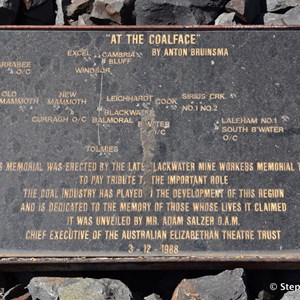 "AT THE COALFACE"
BY ANTON BRUINSMA
EXCEL CAMBRIA
& BLUFF
WINDSOR
ARRABEE
O/C
OLD
MAMMOTH
NEW
MAMMOTH
LEICHHARDT
COOK
SIRIUS CRK.
NO.1 NO.2
CURRAGH O/C
BLACKWATER
BALMORAL
B'WATER
O/C
LALEHAM NO.1
SOUTH B'WATER
O/C
TOLMEES
S MEMORIAL WAS ERECTED BY THE LATE BLACKWATER MINE WORKERS MEMORIAL T
TO PAY TRIBUTE THE IMPORTANT ROLE
THE COAL INDUSTRY HAS PLAYED THE DEVELOPMENT OF THIS REGION
AND IS DEDICATED TO THE MEMORY OF THOSE WHOSE LIVES IT CLAIMED
IT WAS UNVEILED BY MR. ADAM SALZER O.A.M.
CHIEF EXECUTIVE OF THE AUSTRALIAN ELIZABETHAN THEATRE TRUST
3-12-1988
© Step